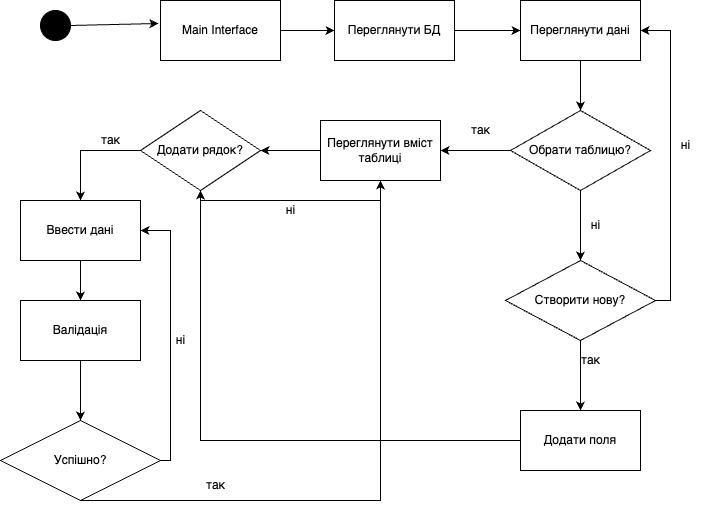 Main Interface
Переглянути БД
Переглянути дані
так
Додати рядок?
Переглянути вміст
таблиці
так
Обрати таблицю?
ні
Ввести дані
ні
ні
Створити нову?
Валідація
ні
так
Додати поля
Успішно?
так